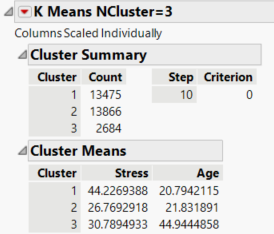 K Means NCluster=3
Columns Scaled Individually
Cluster Summary
Cluster Count Step Criterion
1 13475 10 0
2 13866
3 2684
Cluster Means
Cluster Stress Age
1 44.2269388 20.7942115
2 26.7692918 21.831891
3 30.7894933 44.9444858